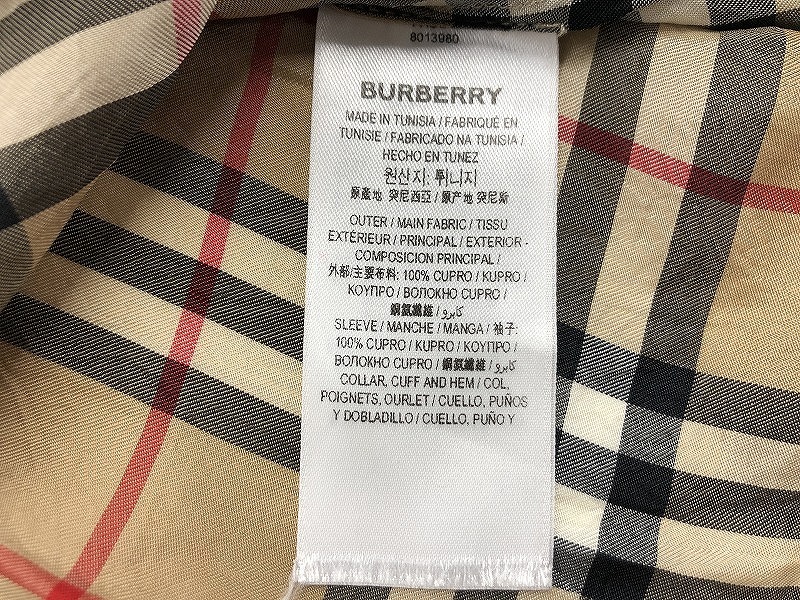 8013980
BURBERRY
MADE IN TUNISIA / FABRIQUÉ EN
TUNISIE / FABRICADO NA TUNISIA /
HECHO EN TUNEZ
원산지: 튀니지
原產地 突尼西亞 / 原产地 突尼斯
OUTER / MAIN FABRIC / TISSU
EXTÉRIEUR / PRINCIPAL / EXTERIOR -
COMPOSICION PRINCIPAL /
外部/主要布料: 100% CUPRO / KUPRO /
ΚΟΥΠΡΟ / ВОЛОКНО CUPRO /
銅氨纖維 / كابرو
SLEEVE / MANCHE / MANGA / 袖子:
100% CUPRO / KUPRO / ΚΟΥΠΡΟ /
ВОЛОКНО CUPRO / 銅氨纖維 / كابرو
COLLAR, CUFF AND HEM / COL,
POIGNETS, OURLET / CUELLO, PUÑOS
Y DOBLADILLO / CUELLO, PUÑO Y